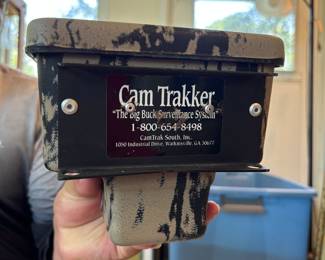 Cam Trakker
"The Big Buck Surveillance System"
1-800-654-8498
CamTrak South, Inc.
1050 Industrial Drive, Watkinsville, GA 30677